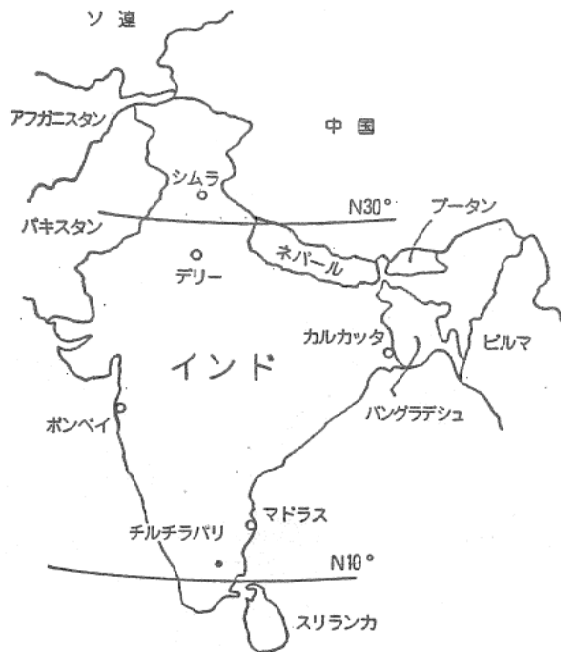 ソ連
アフガニスタン
中国
シムラ
N30°
ブータン
パキスタン
デリー
ネパール
カルカッタ
ビルマ
インド
バングラデシュ
ボンベイ
マドラス
チルチラパリ
N10°
スリランカ